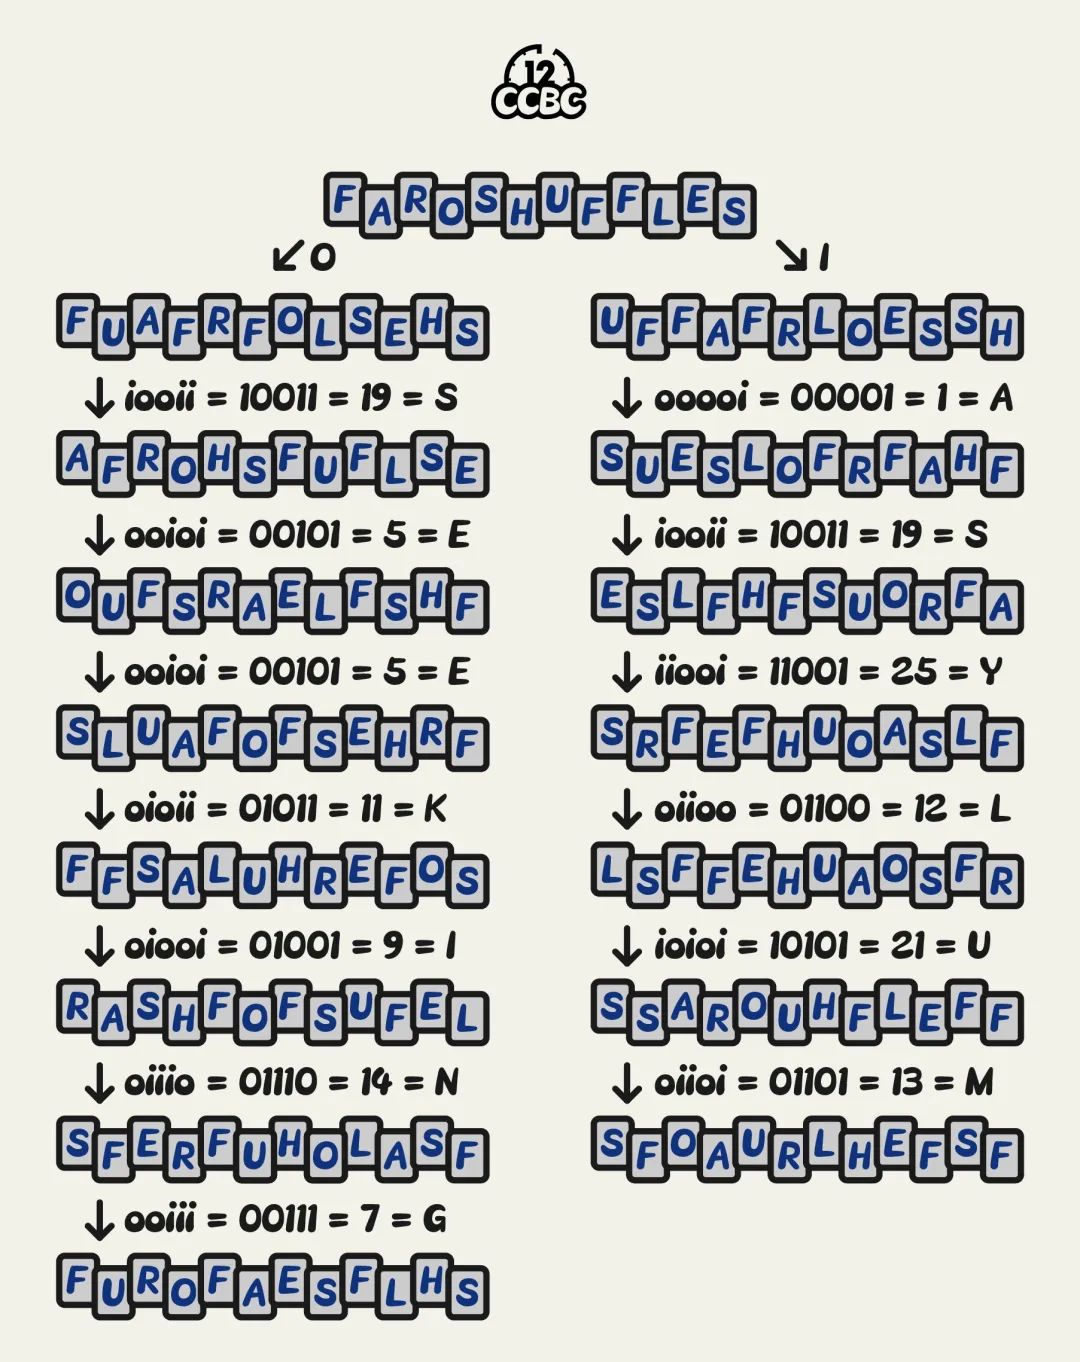 12
CCBC
FAROSHUFFLES
↙0
↘1
FUAFRFOLSEHS
↓ iooii = 10011 = 19 = S
AFROHSFUFLSE
↓ ooioi = 00101 = 5 = E
OUFSRAELFSHF
↓ ooioi = 00101 = 5 = E
SLUAFOFSEHRF
↓ oioii = 01011 = 11 = K
FFSALUHREFOS
↓ oiooi = 01001 = 9 = I
RASHFOFSUFEL
↓ oiiio = 01110 = 14 = N
SFERFUHOLASF
↓ ooiii = 00111 = 7 = G
FUROFAESFLHS
UFFAFRLOESSH
↓ ooooi = 00001 = 1 = A
SUESLOFRFAHF
↓ iooii = 10011 = 19 = S
ESLFHFSUORFA
↓ iiooi = 11001 = 25 = Y
SRFEFHUOASLF
↓ oiioo = 01100 = 12 = L
LSFFEHUAOSFR
↓ ioioi = 10101 = 21 = U
SSAROUHFLEFF
↓ oiioi = 01101 = 13 = M
SFOAURLHEFSF